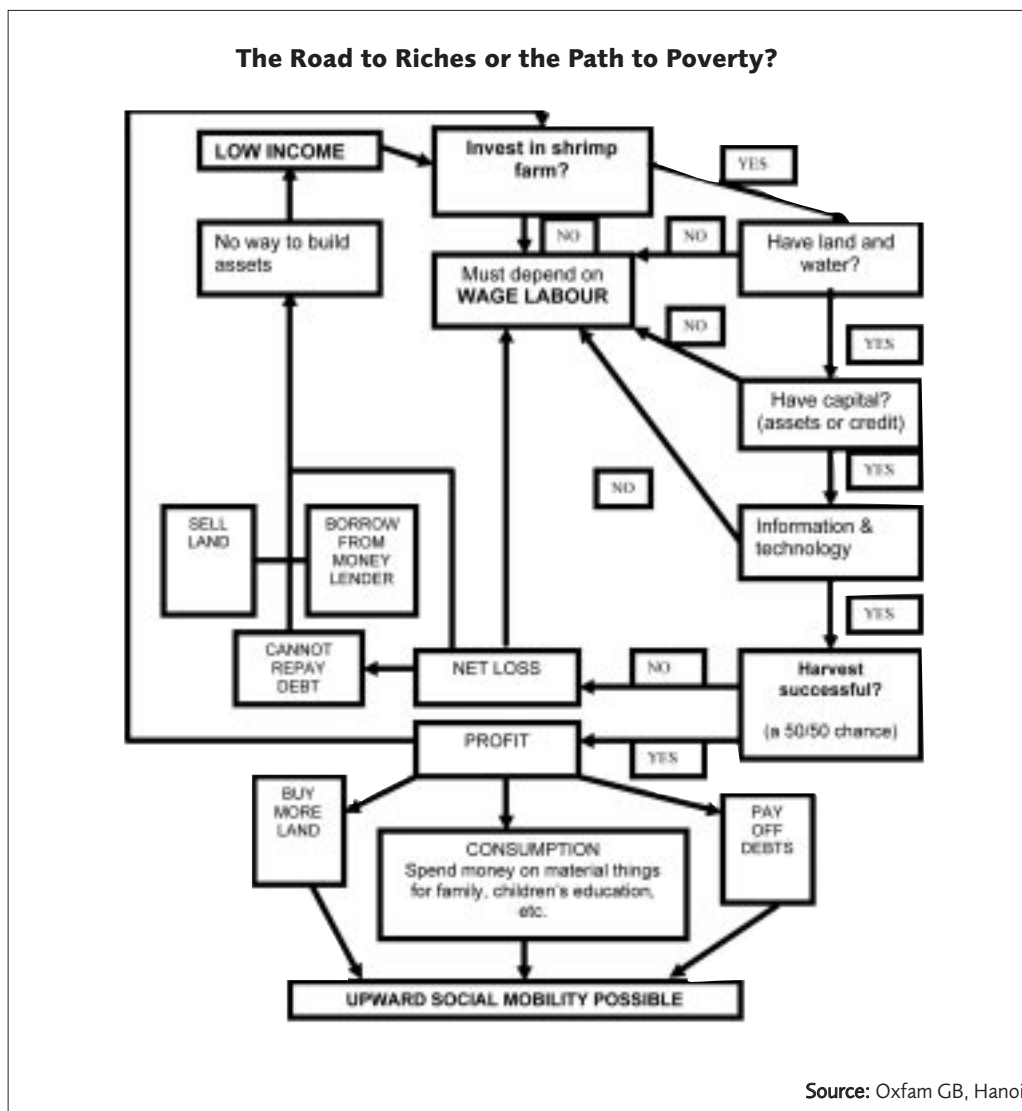 The Road to Riches or the Path to Poverty?
LOW INCOME
Invest in shrimp
farm?
YES
No way to build
assets
NO
NO
Have land and
water?
Must depend on
WAGE LABOUR
NO
YES
Have capital?
(assets or credit)
YES
NO
SELL
LAND
BORROW
FROM
MONEY
LENDER
Information &
technology
YES
CANNOT
REPAY
DEBT
NET LOSS
NO
Harvest
successful?
(a 50/50 chance)
PROFIT
YES
BUY
MORE
LAND
PAY
OFF
DEBTS
CONSUMPTION
Spend money on material things
for family, children's education,
etc.
UPWARD SOCIAL MOBILITY POSSIBLE
Source: Oxfam GB, Hanoi